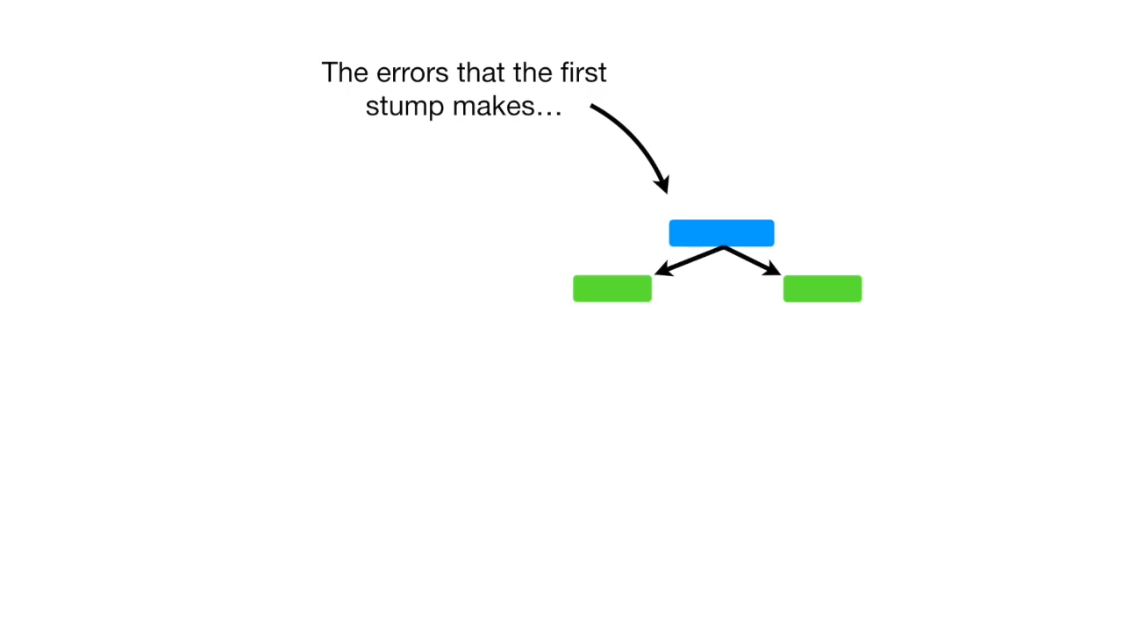 The errors that the first
stump makes…